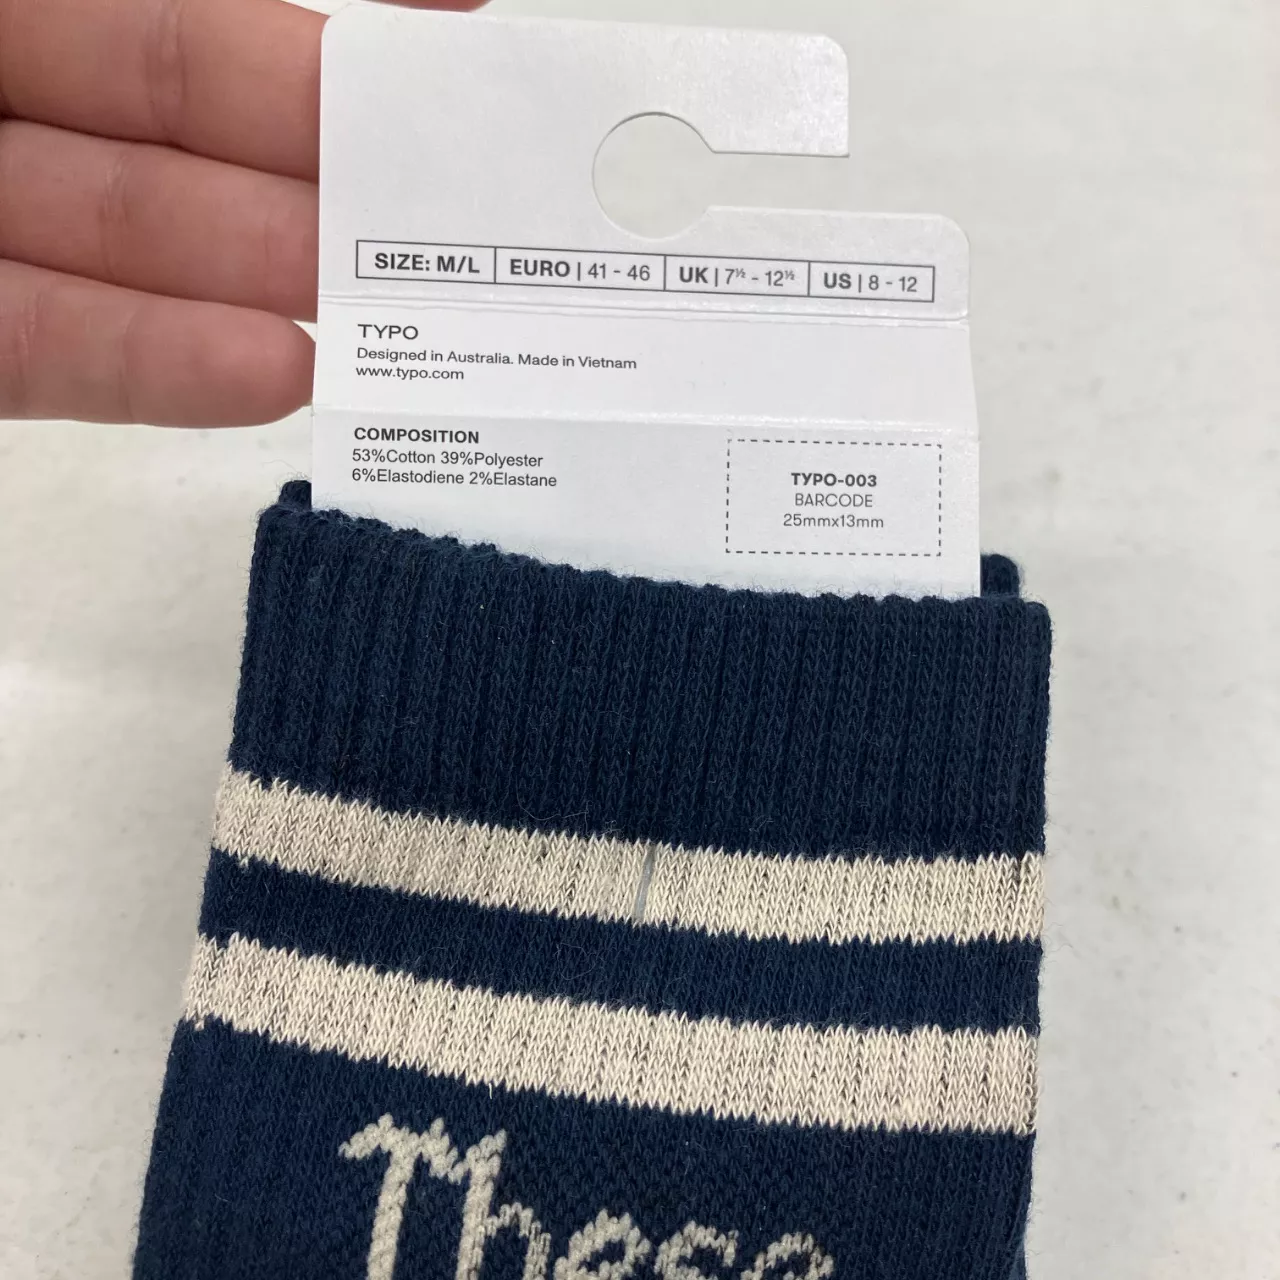 SIZE: M/L EURO | 41 - 46 UK | 7½ - 12½ US | 8 - 12
TYPO
Designed in Australia. Made in Vietnam
www.typo.com
COMPOSITION
53%Cotton 39%Polyester
6%Elastodiene 2%Elastane
TYPO-003
BARCODE
25mmx13mm
These